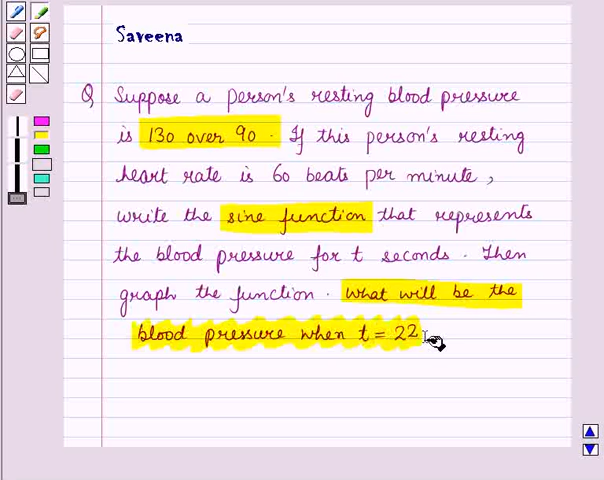 Saveena
Q Suppose a person's resting blood pressure
is 130 over 90. If this person's resting
heart rate is 60 beats per minute,
write the sine function that represents
the blood pressure for t seconds. Then
graph the function. What will be the
blood pressure when t = 22